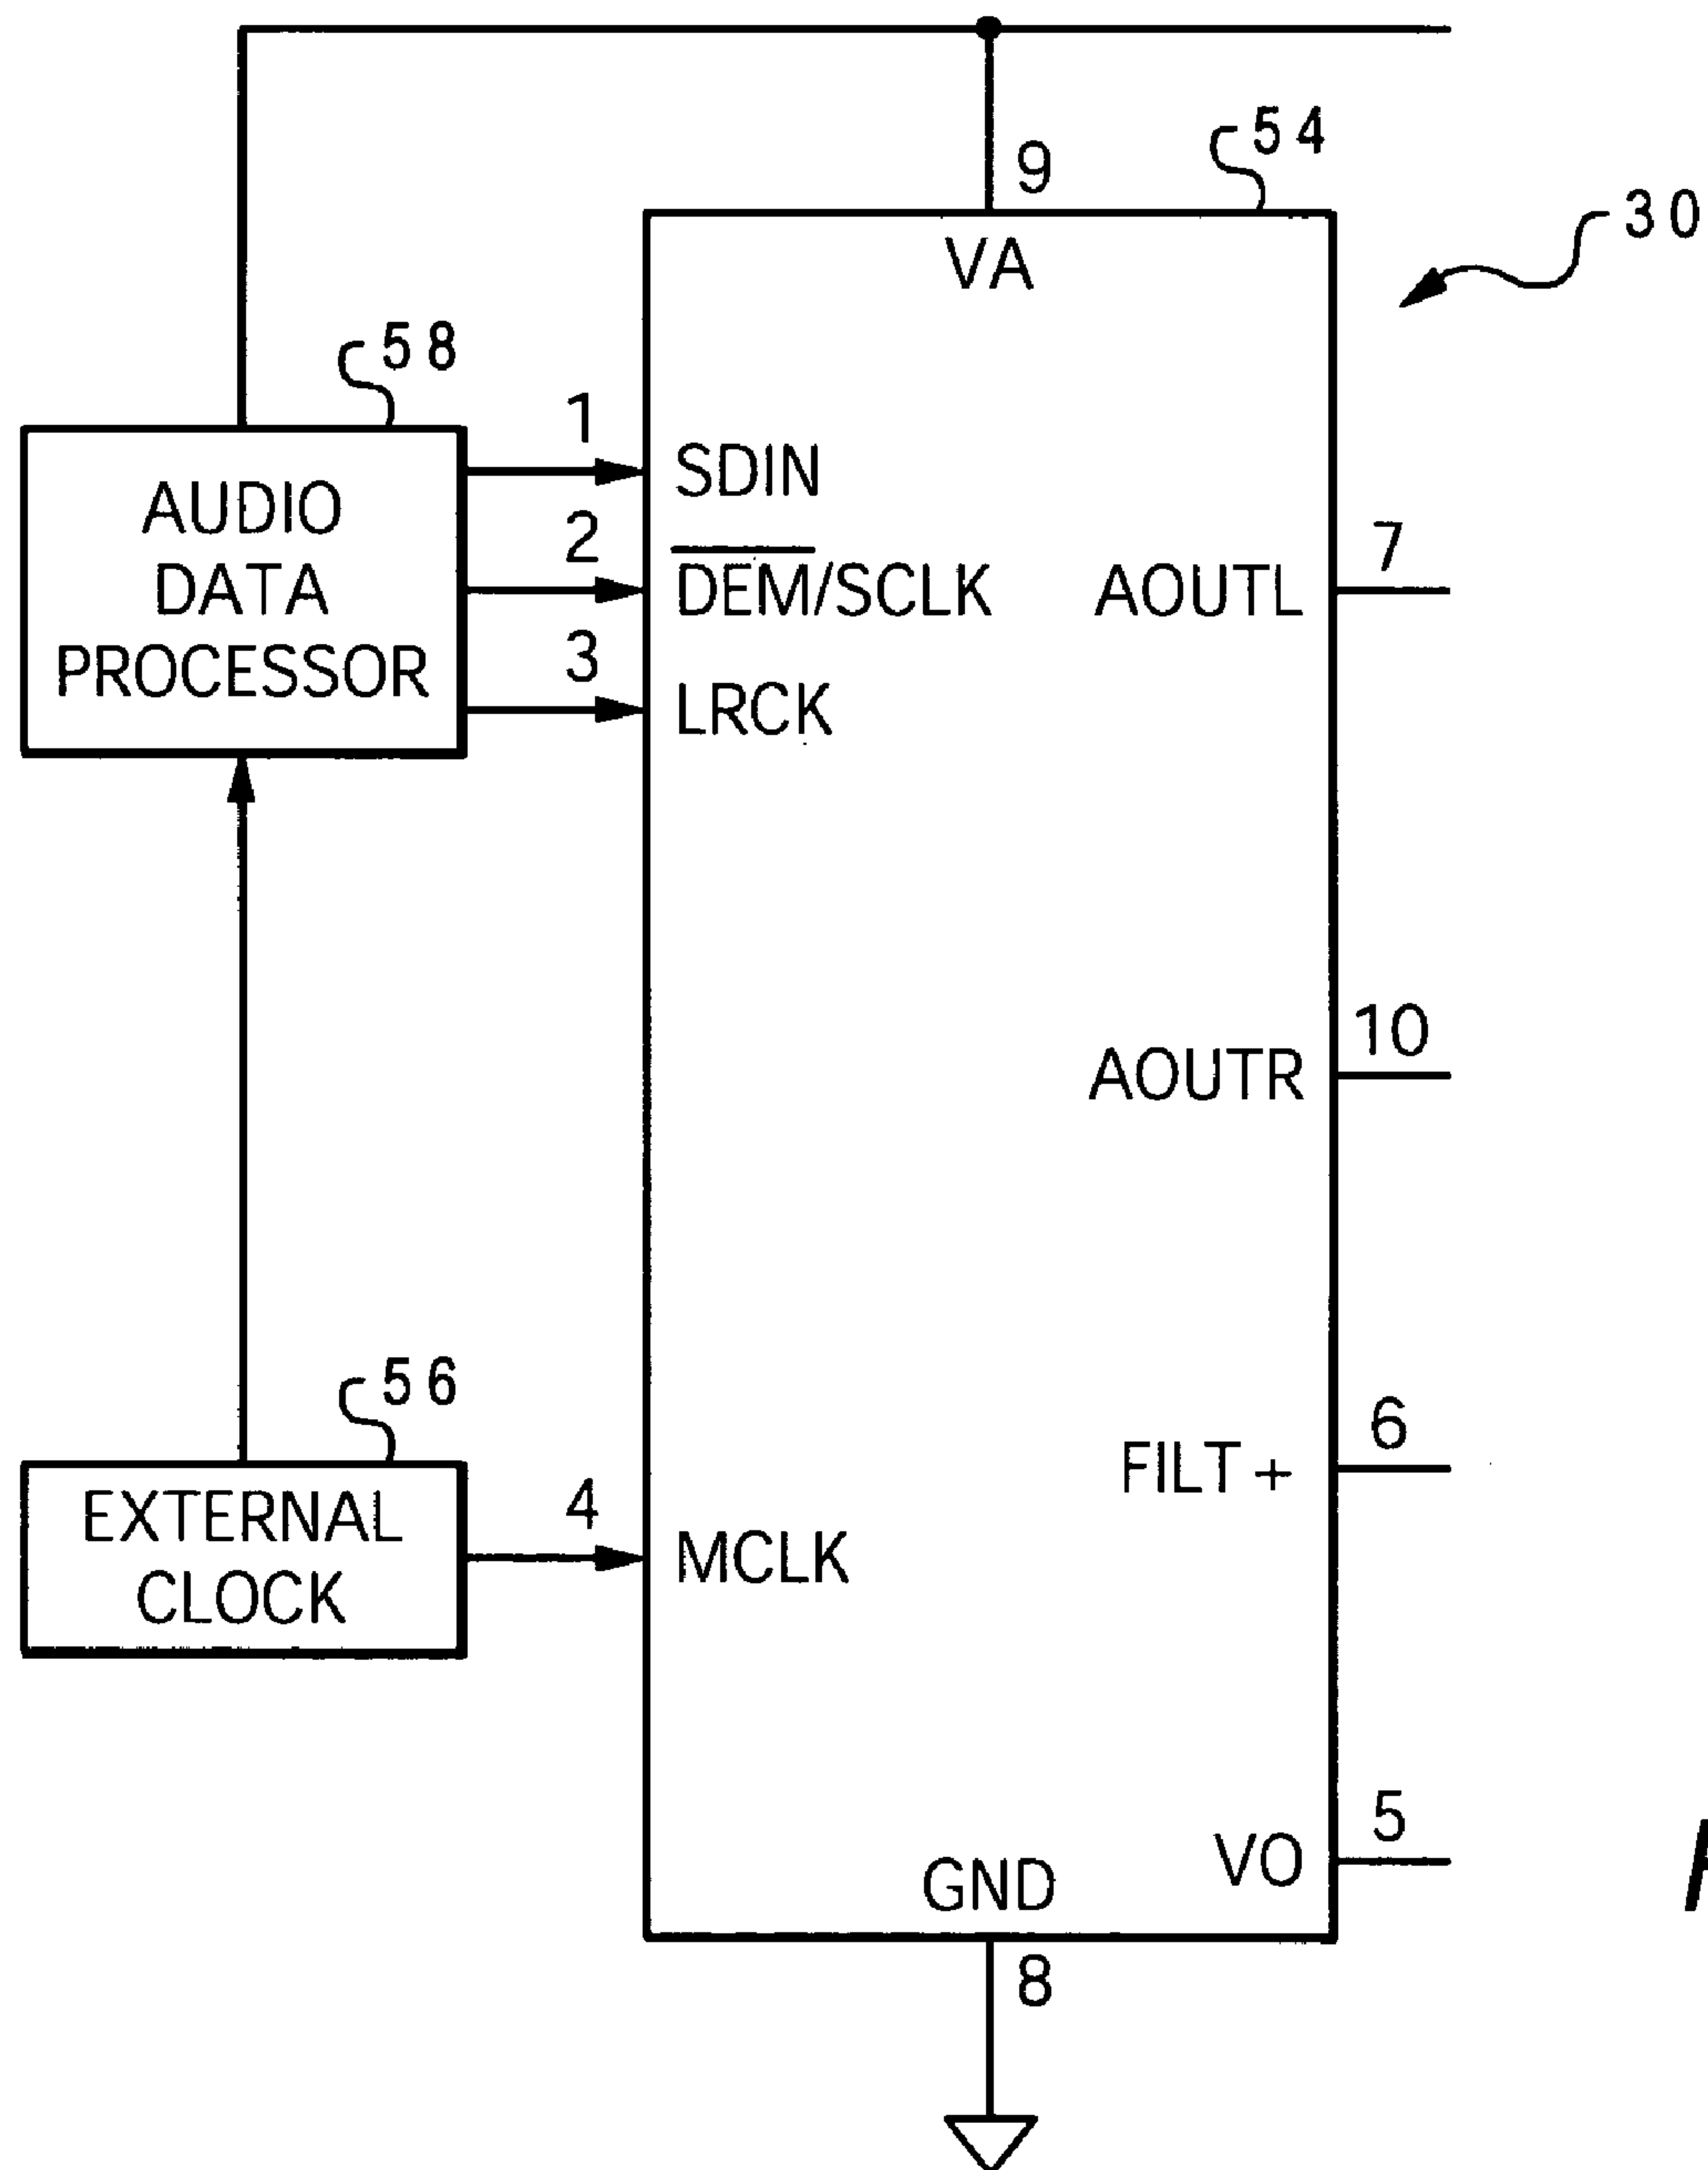 54
9
30
VA
58
1
SDIN
AUDIO
DATA
PROCESSOR
2
DEM/SCLK
3
LRCK
AOUTL
7
10
AOUTR
56
EXTERNAL
CLOCK
4
MCLK
6
FILT +
5
VO
GND
8